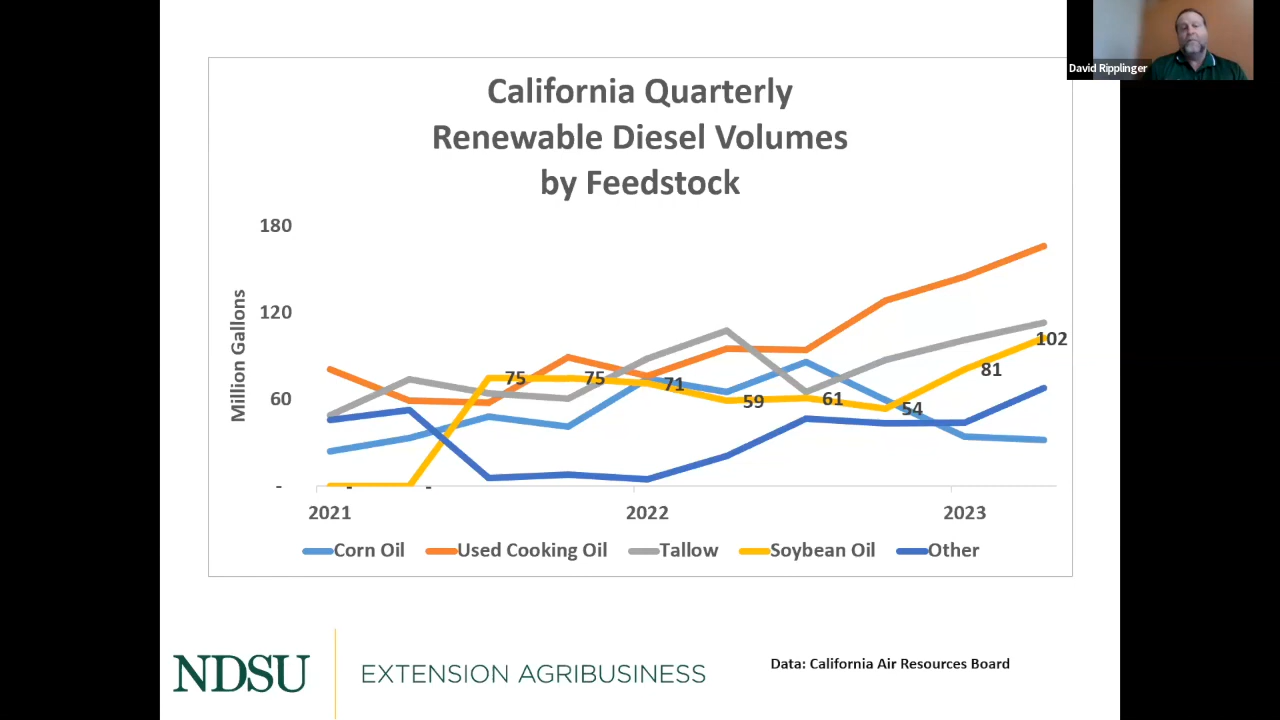 David Ripplinger
California Quarterly
Renewable Diesel Volumes
by Feedstock
Million Gallons
180
120
60
-
75
75
71
59
61
54
81
102
-
-
2021
2022
2023
Corn Oil
Used Cooking Oil
Tallow
Soybean Oil
Other
NDSU
EXTENSION AGRIBUSINESS
Data: California Air Resources Board